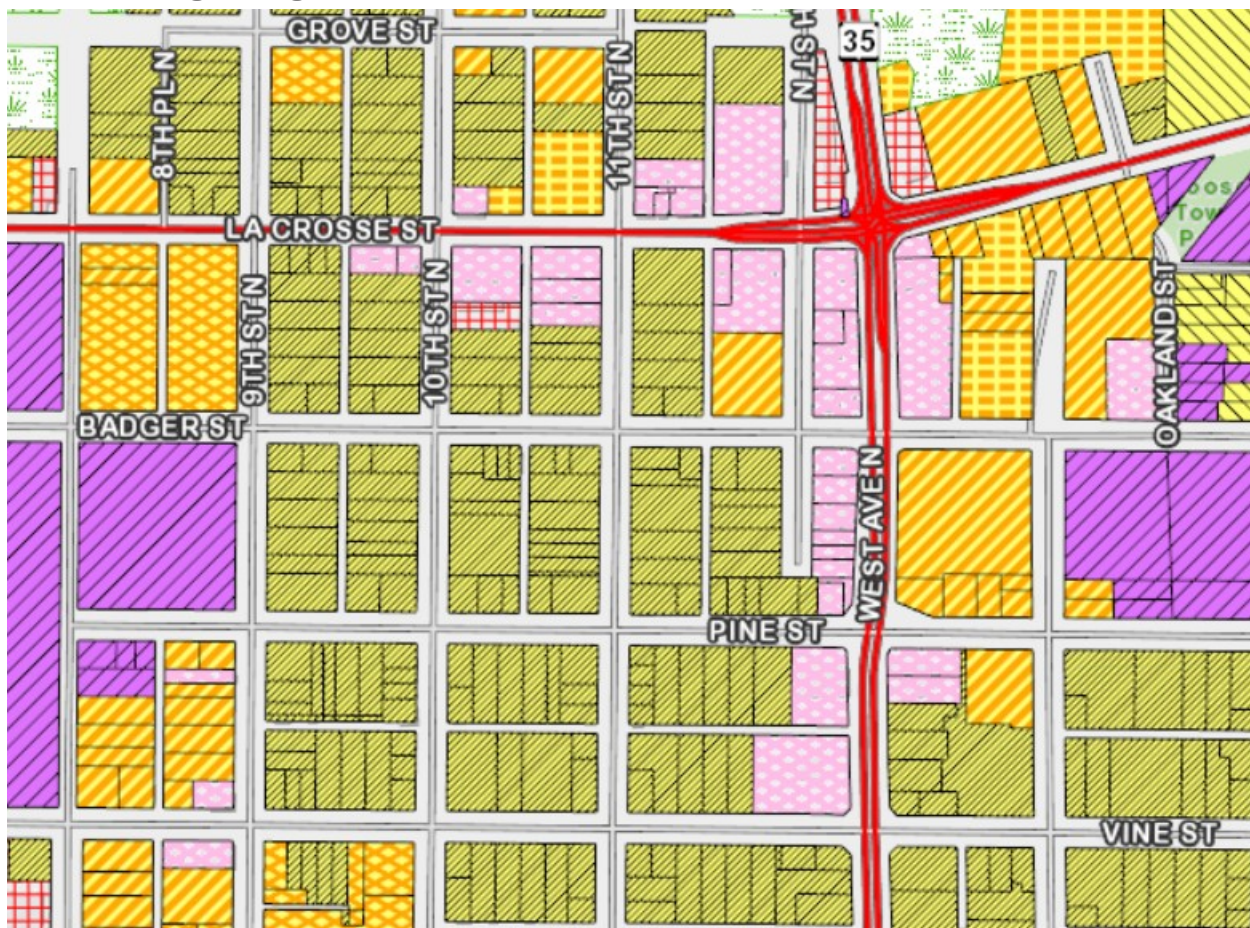 GROVE ST
35
8TH PL N
11TH ST N
H ST N
LA CROSSE ST
9TH ST N
10TH ST N
OAKLAND ST
BADGER ST
WEST AVE N
PINE ST
VINE ST